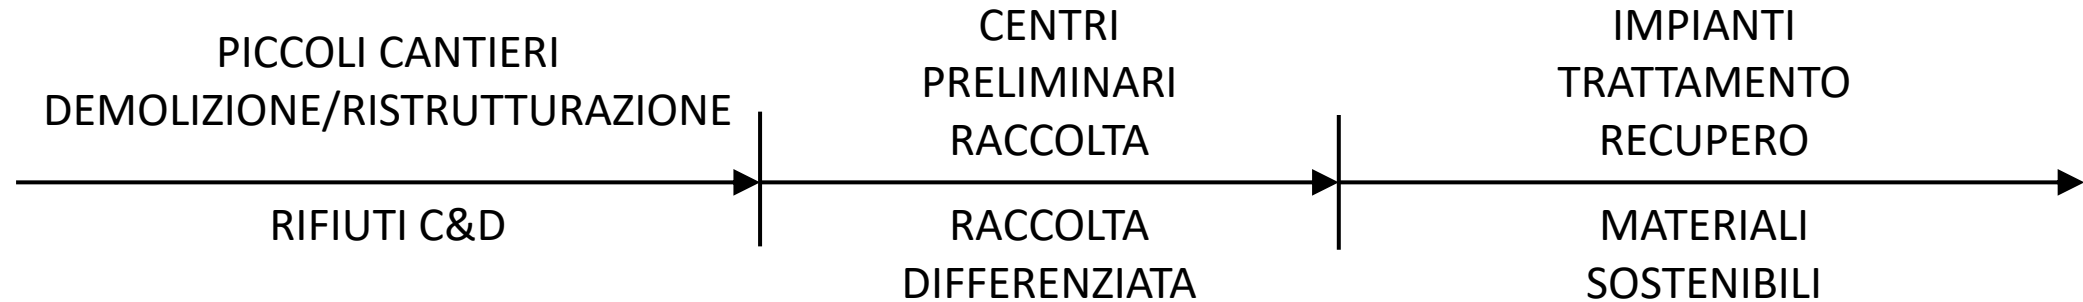 PICCOLI CANTIERI
DEMOLIZIONE/RISTRUTTURAZIONE
RIFIUTI C&D
CENTRI
PRELIMINARI
RACCOLTA
RACCOLTA
DIFFERENZIATA
IMPIANTI
TRATTAMENTO
RECUPERO
MATERIALI
SOSTENIBILI